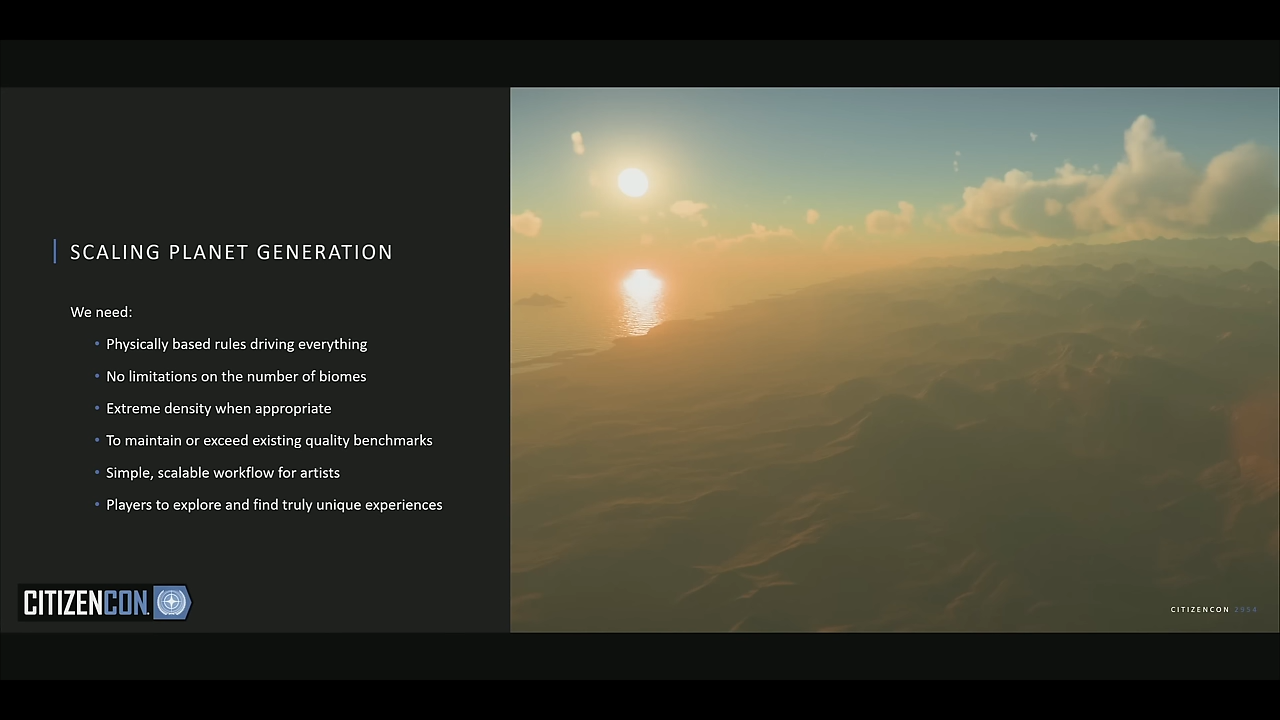 SCALING PLANET GENERATION
We need:
• Physically based rules driving everything
• No limitations on the number of biomes
• Extreme density when appropriate
• To maintain or exceed existing quality benchmarks
• Simple, scalable workflow for artists
• Players to explore and find truly unique experiences
CITIZENCON.
CITIZENCON 2954